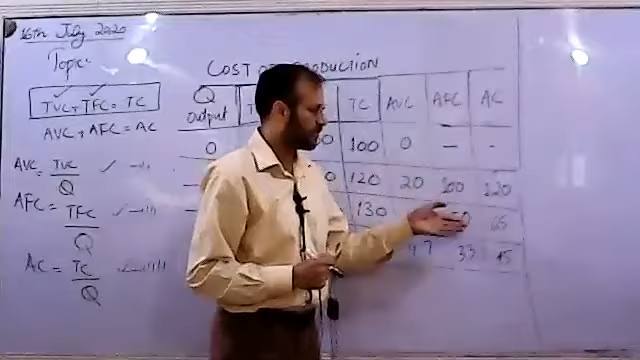 16th July 2020
Topic
COST OF PRODUCTION
TVC + TFC = TC
AVC + AFC = AC
AVC = TVC / Q
AFC = TFC / Q
AC = TC / Q
Q output TC AVC AFC AC
0 100 0 — —
120 20 100 120
130 65
33 45